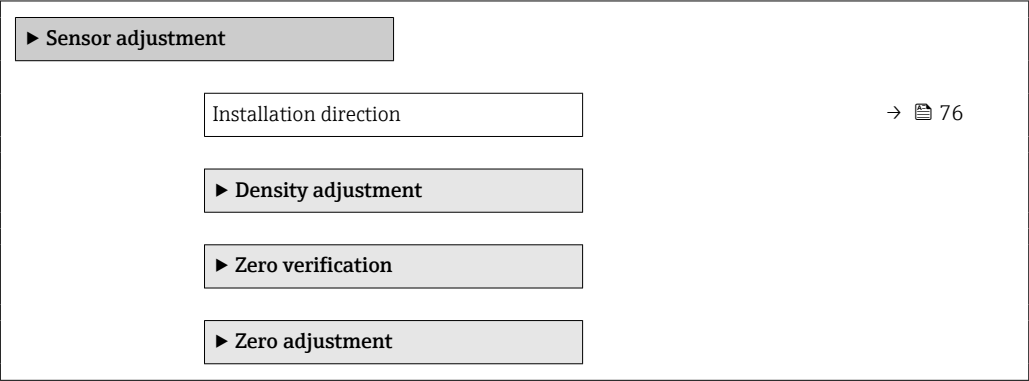 ▶ Sensor adjustment
Installation direction → 76
▶ Density adjustment
▶ Zero verification
▶ Zero adjustment